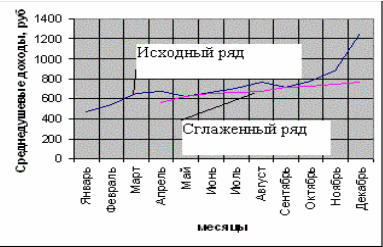 Среднедушевые доходы, руб
1400
1200
1000
800
600
400
200
0
Исходный ряд
Сглаженный ряд
Январь
Февраль
Март
Апрель
Май
Июнь
Июль
Август
Сентябрь
Октябрь
Ноябрь
Декабрь
месяцы